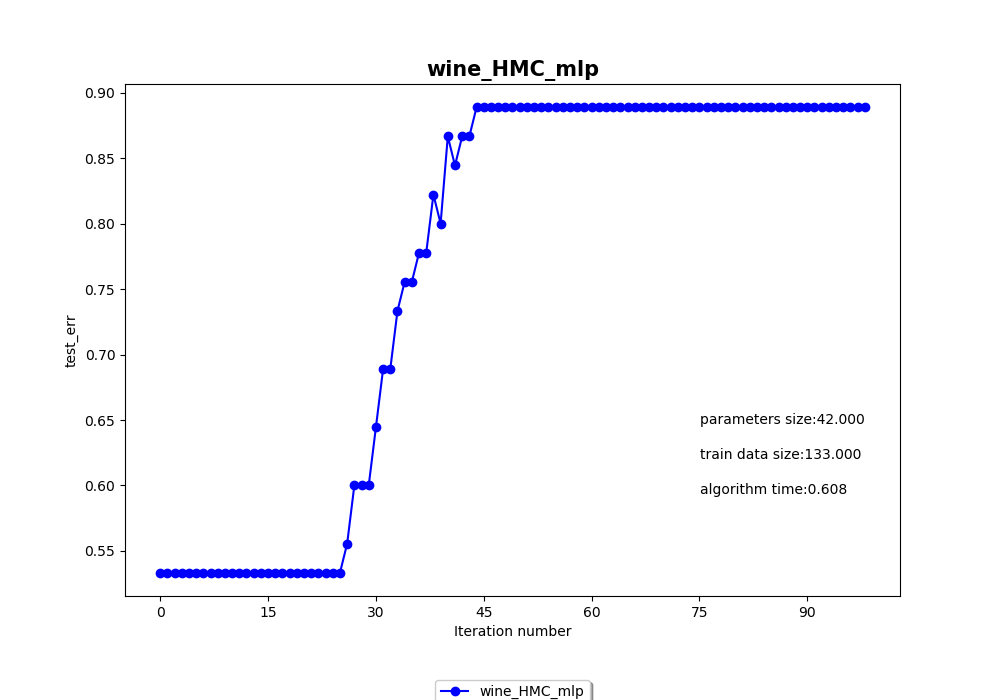 wine_HMC_mlp
0.90
0.85
0.80
0.75
0.70
0.65
0.60
0.55
test_err
parameters size:42.000
train data size:133.000
algorithm time:0.608
0 15 30 45 60 75 90
Iteration number
wine_HMC_mlp